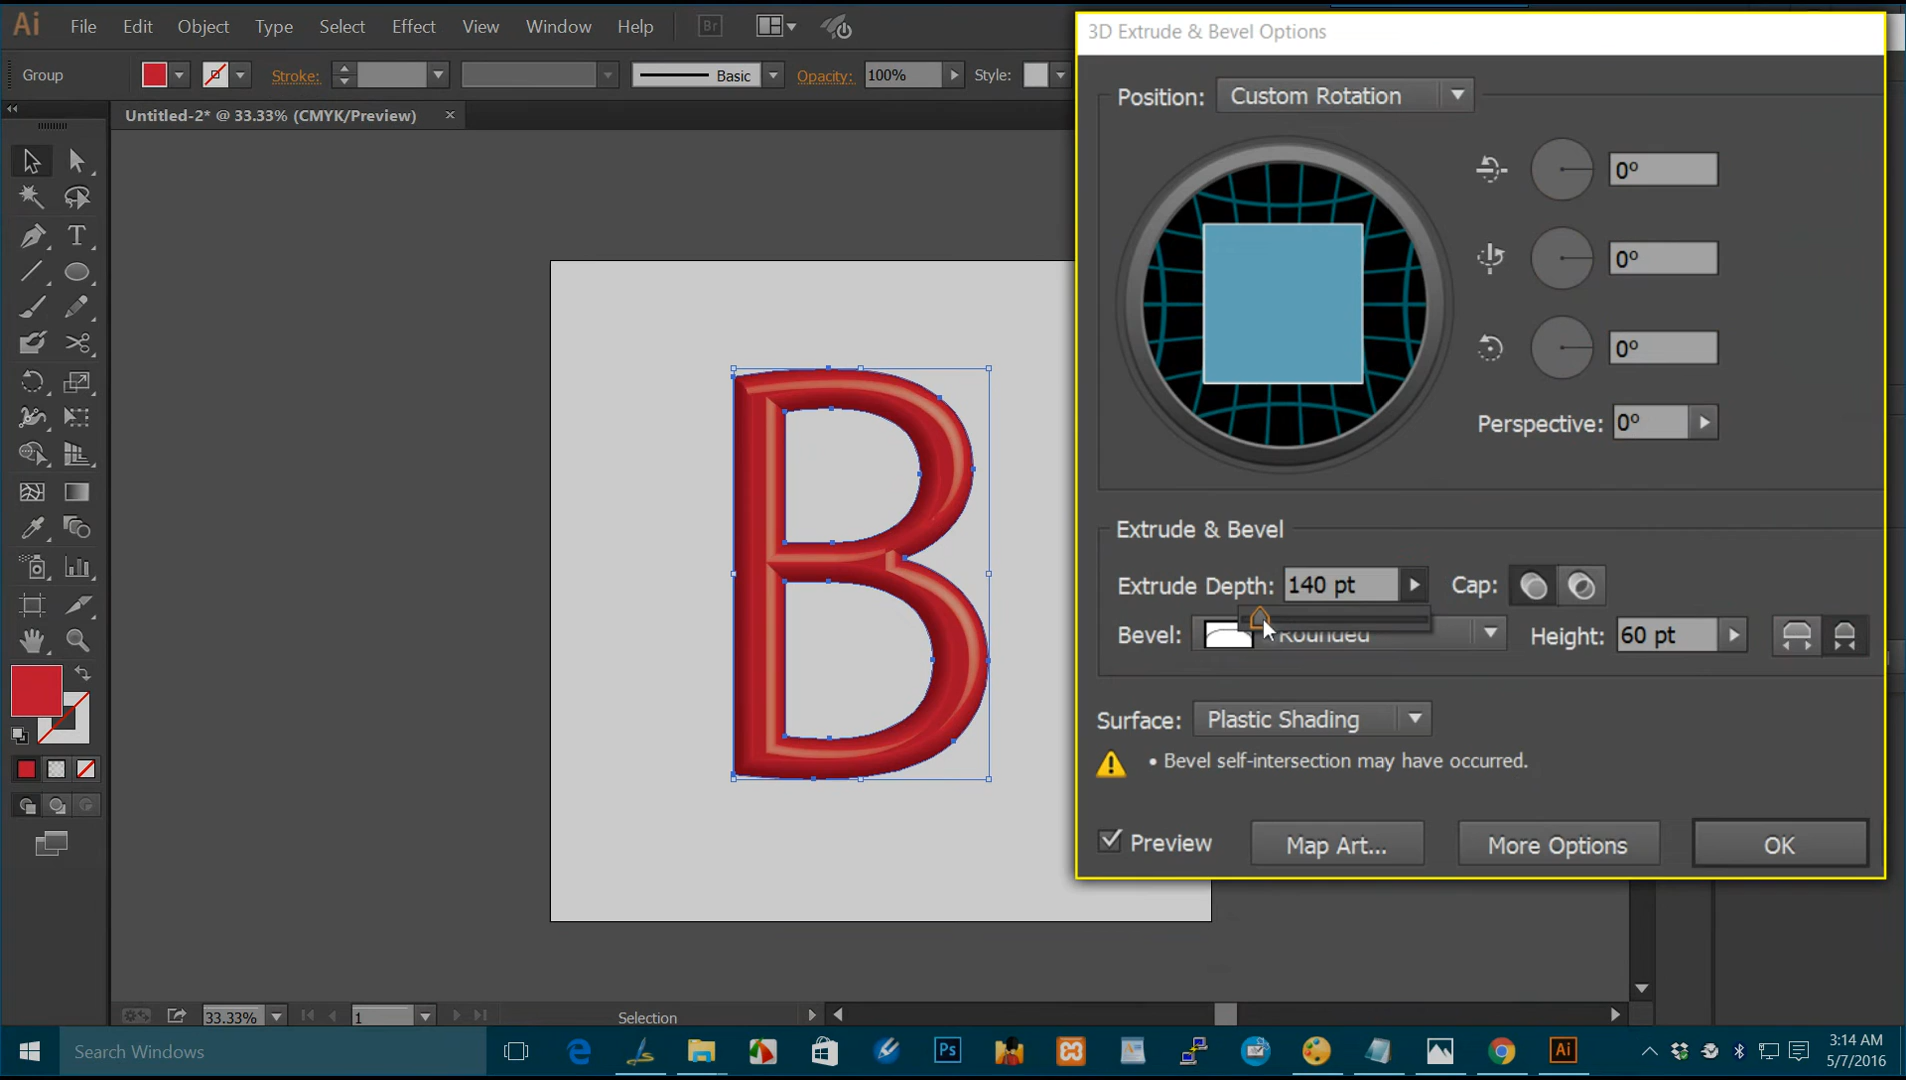 Ai File Edit Object Type Select Effect View Window Help Br
3D Extrude & Bevel Options
Group Stroke: Basic Opacity: 100% Style:
Untitled-2* @ 33.33% (CMYK/Preview) ×
Position: Custom Rotation
0°
0°
0°
Perspective: 0°
B
Extrude & Bevel
Extrude Depth: 140 pt Cap:
Bevel: Rounded Height: 60 pt
Surface: Plastic Shading
• Bevel self-intersection may have occurred.
Preview Map Art... More Options OK
33.33% 1 Selection
Search Windows
Ps
Ai
3:14 AM
5/7/2016